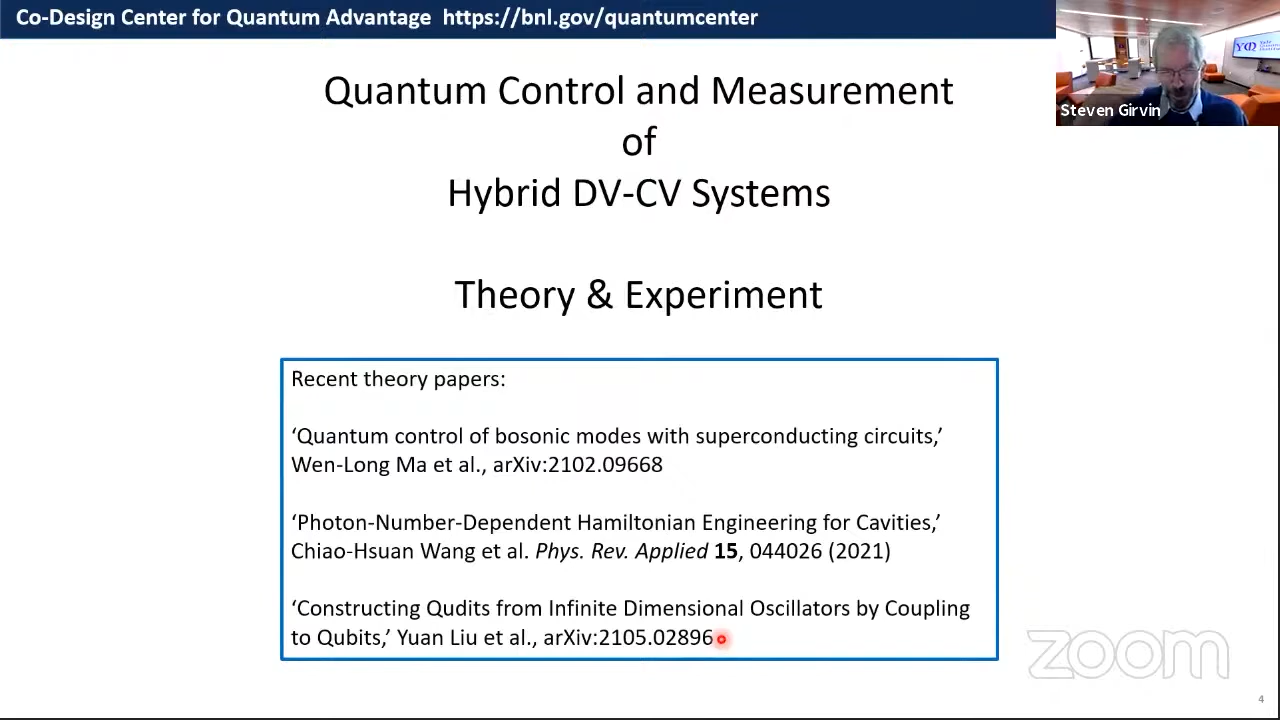 Co-Design Center for Quantum Advantage https://bnl.gov/quantumcenter
Steven Girvin
Quantum Control and Measurement
of
Hybrid DV-CV Systems
Theory & Experiment
Recent theory papers:
‘Quantum control of bosonic modes with superconducting circuits,’
Wen-Long Ma et al., arXiv:2102.09668
‘Photon-Number-Dependent Hamiltonian Engineering for Cavities,’
Chiao-Hsuan Wang et al. Phys. Rev. Applied 15, 044026 (2021)
‘Constructing Qudits from Infinite Dimensional Oscillators by Coupling
to Qubits,’ Yuan Liu et al., arXiv:2105.02896
zoom
4